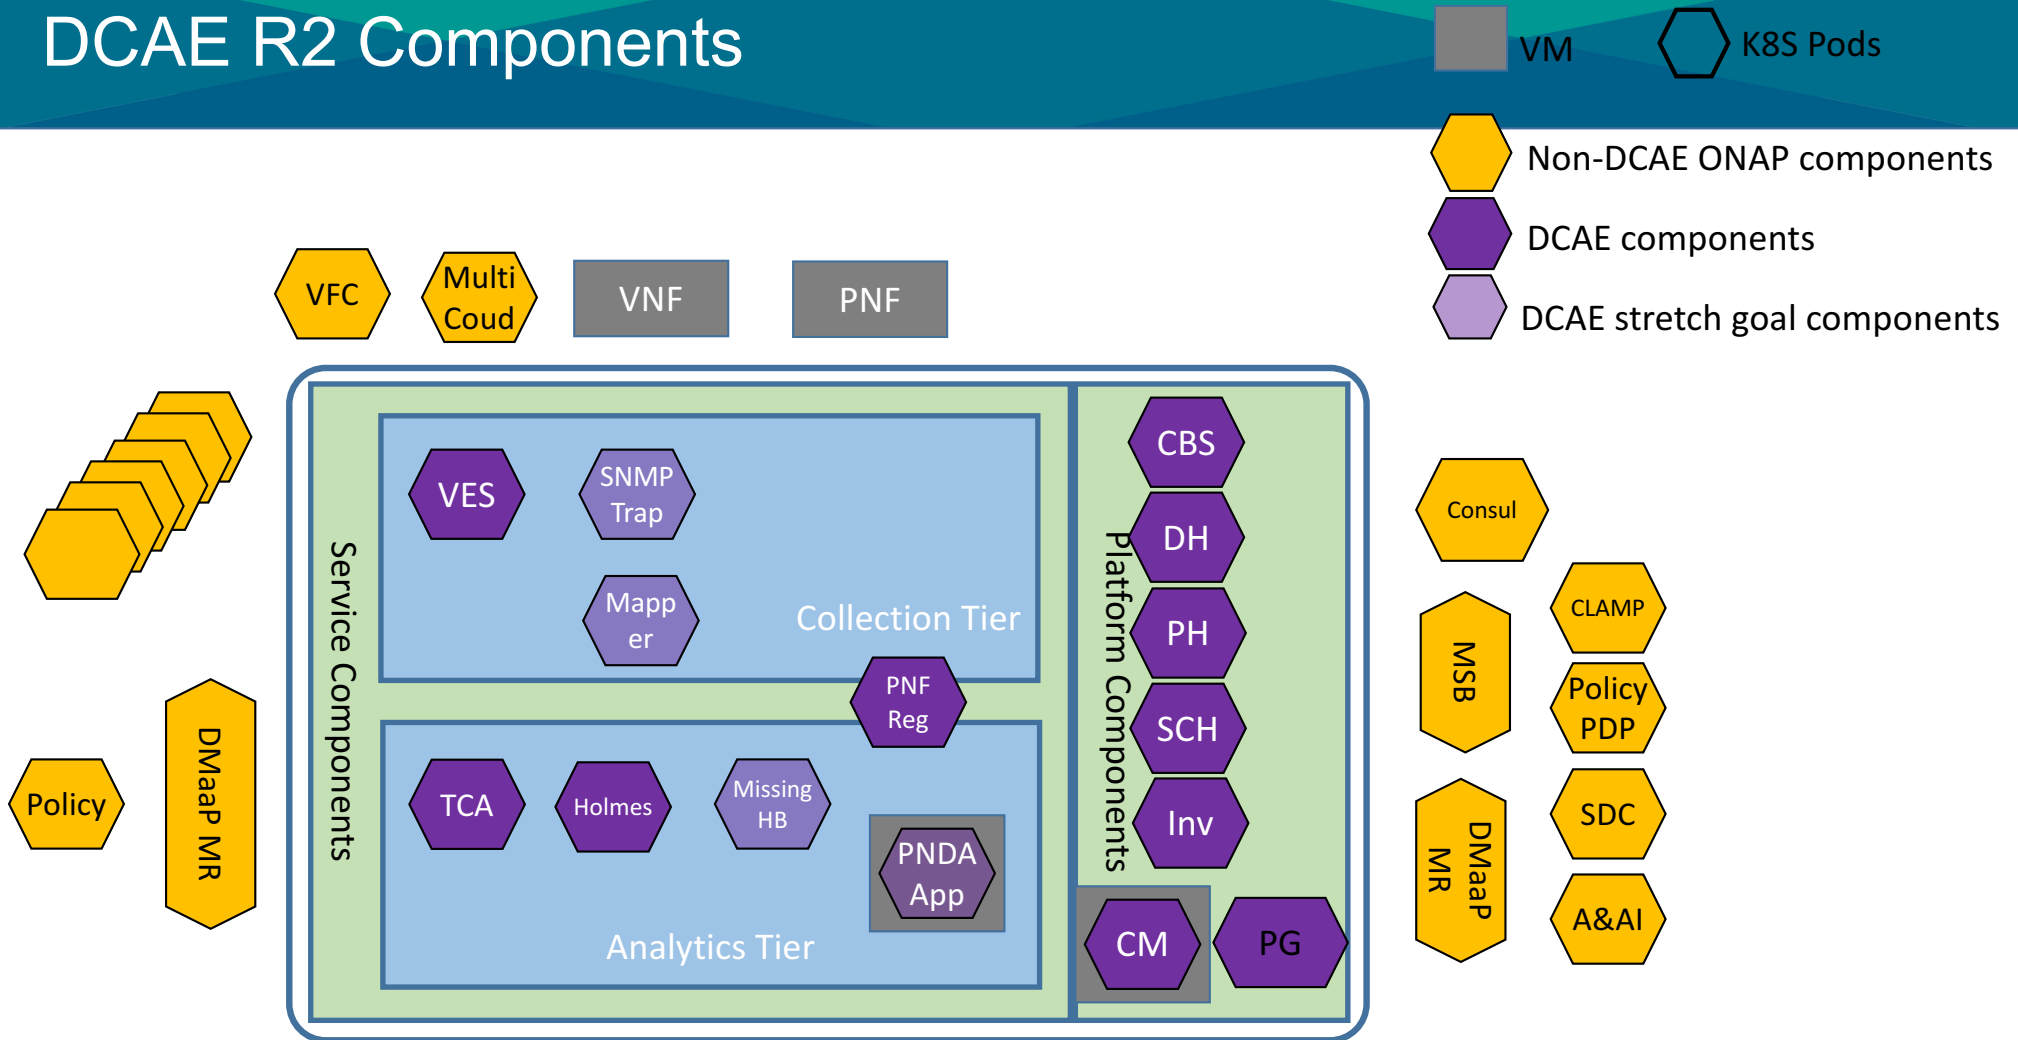 DCAE R2 Components
VM
K8S Pods
Non-DCAE ONAP components
DCAE components
DCAE stretch goal components
VFC
Multi
Coud
VNF
PNF
Service Components
VES
SNMP
Trap
Mapp
er
Collection Tier
PNF
Reg
TCA
Holmes
Missing
HB
PNDA
App
Analytics Tier
Platform Components
CBS
DH
PH
SCH
Inv
CM
PG
Policy
DMaaP MR
Consul
MSB
DMaaP
MR
CLAMP
Policy
PDP
SDC
A&AI